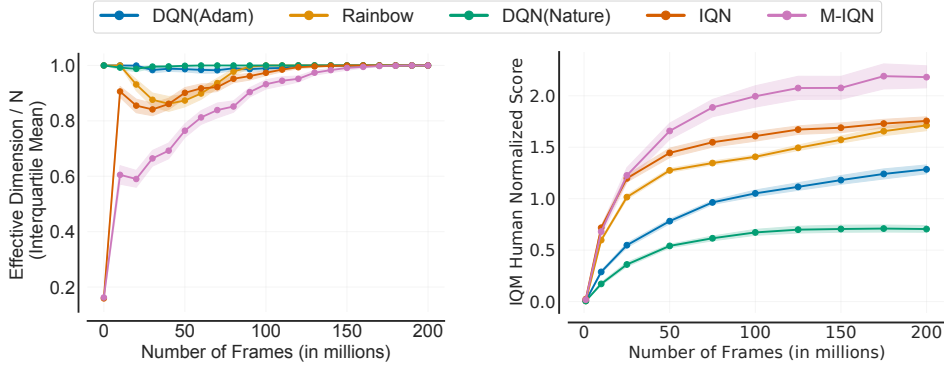 DQN(Adam) Rainbow DQN(Nature) IQN M-IQN
Effective Dimension / N
(Interquartile Mean)
1.0
0.8
0.6
0.4
0.2
0 50 100 150 200
Number of Frames (in millions)
IQM Human Normalized Score
2.0
1.5
1.0
0.5
0.0
0 50 100 150 200
Number of Frames (in millions)